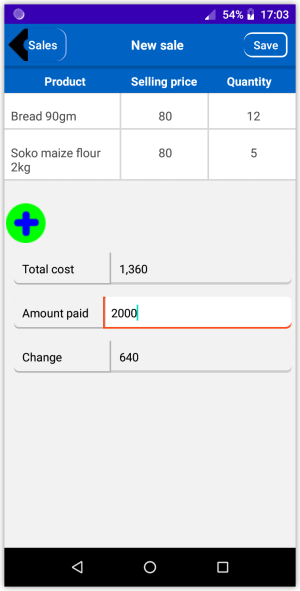 54% 17:03
Sales New sale Save
Product Selling price Quantity
Bread 90gm 80 12
Soko maize flour 80 5
2kg
Total cost 1,360
Amount paid 2000
Change 640